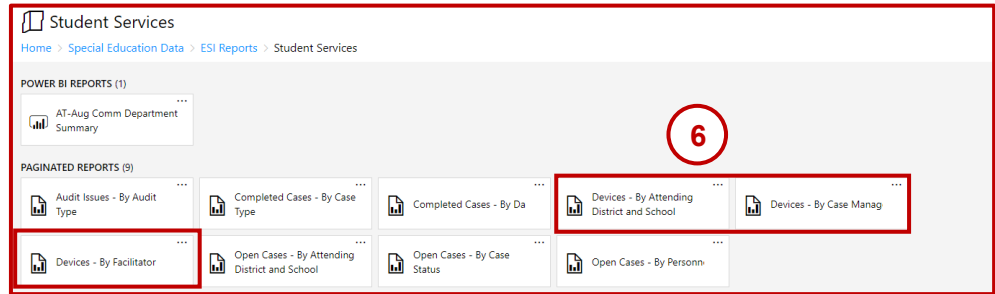 Student Services
Home > Special Education Data > ESI Reports > Student Services
POWER BI REPORTS (1)
...
AT-Aug Comm Department
Summary
6
PAGINATED REPORTS (9)
... ... ... ... ...
Audit Issues - By Audit
Type
Completed Cases - By Case
Type
Completed Cases - By Da
Devices - By Attending
District and School
Devices - By Case Manag
... ... ... ...
Devices - By Facilitator
Open Cases - By Attending
District and School
Open Cases - By Case
Status
Open Cases - By Personn